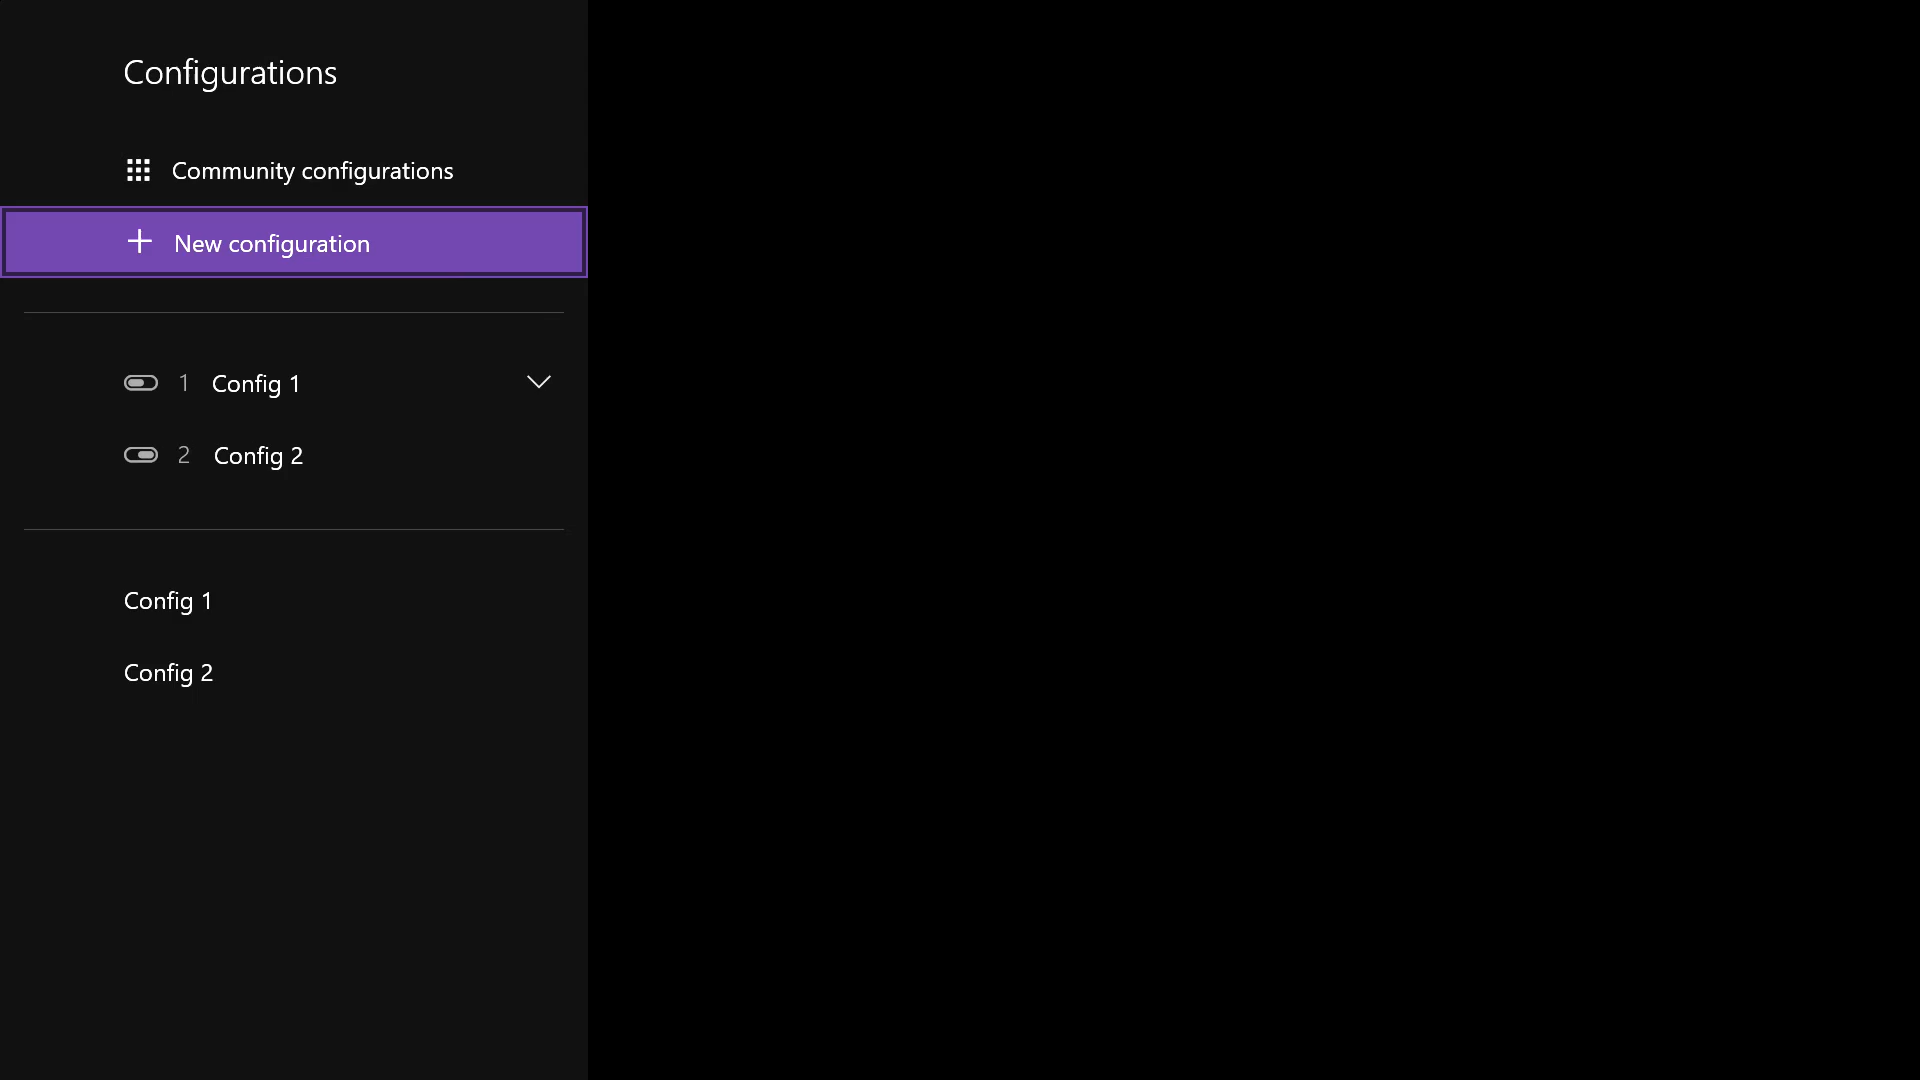 Configurations
Community configurations
New configuration
1 Config 1
2 Config 2
Config 1
Config 2